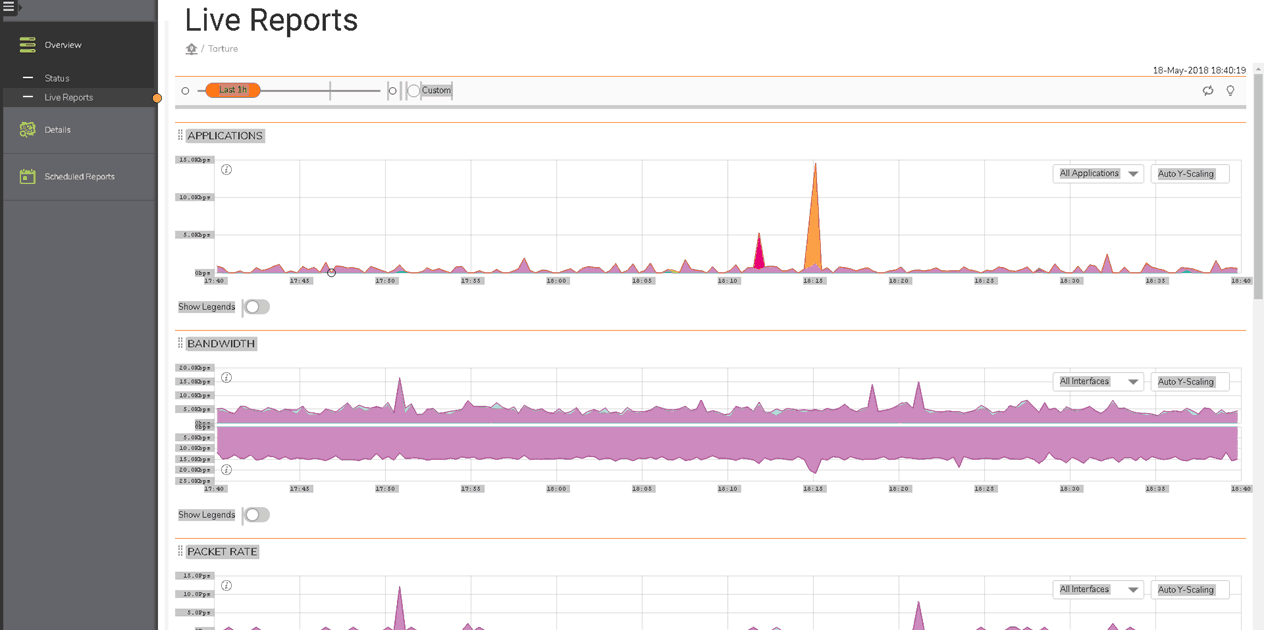 Live Reports
/ Torture
Overview
Status
Live Reports
Details
Scheduled Reports
18-May-2018 18:40:19
Last 1h
Custom
APPLICATIONS
All Applications
Auto Y-Scaling
15.0Kbps
10.0Kbps
5.0Kbps
0bps
17:40 17:45 17:50 17:55 18:00 18:05 18:10 18:15 18:20 18:25 18:30 18:35 18:40
Show Legends
BANDWIDTH
All Interfaces
Auto Y-Scaling
20.0Kbps
15.0Kbps
10.0Kbps
5.0Kbps
0bps
0bps
5.0Kbps
10.0Kbps
15.0Kbps
20.0Kbps
25.0Kbps
17:40 17:45 17:50 17:55 18:00 18:05 18:10 18:15 18:20 18:25 18:30 18:35 18:40
Show Legends
PACKET RATE
All Interfaces
Auto Y-Scaling
15.0Pps
10.0Pps
5.0Pps